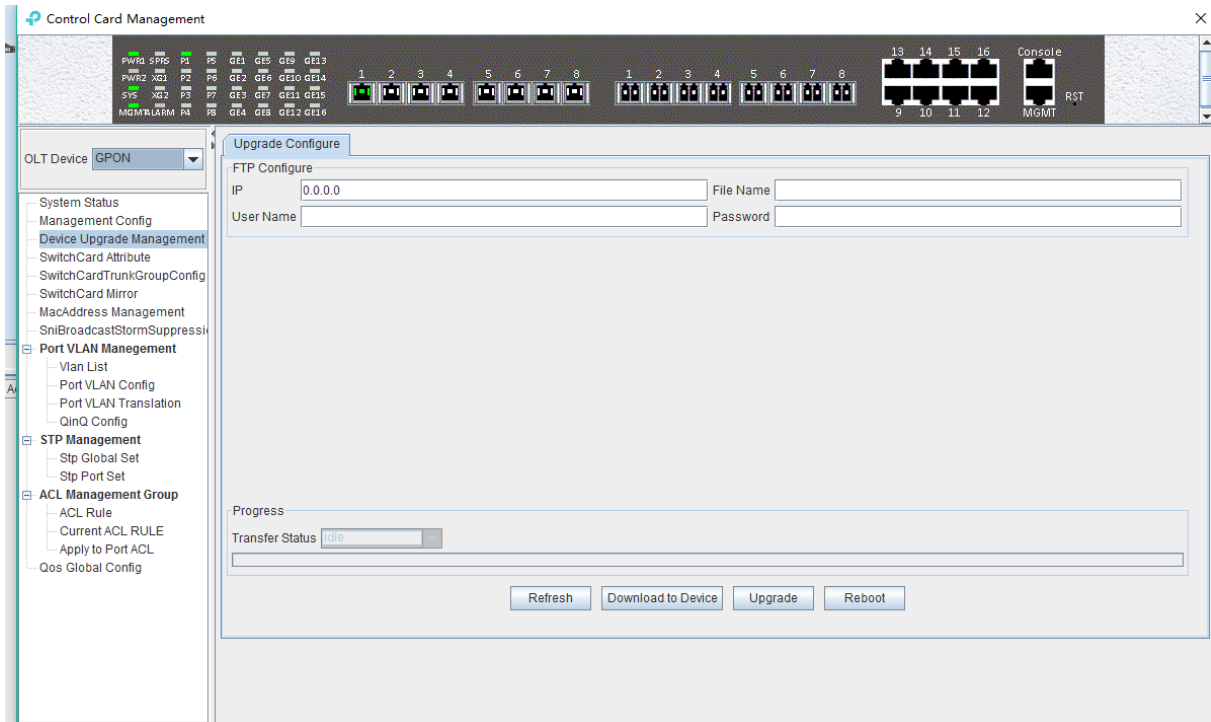 Control Card Management
PWR1 SPRS P1 P5 GE1 GE5 GE9 GE13
PWR2 XG1 P2 P6 GE2 GE6 GE10 GE14
SYS XG2 P3 P7 GE3 GE7 GE11 GE15
MGMT ALARM P4 P8 GE4 GE8 GE12 GE16
1 2 3 4 5 6 7 8 1 2 3 4 5 6 7 8
13 14 15 16 Console
RST
9 10 11 12 MGMT
OLT Device GPON
System Status
Management Config
Device Upgrade Management
SwitchCard Attribute
SwitchCardTrunkGroupConfig
SwitchCard Mirror
MacAddress Management
SniBroadcastStormSuppressi
Port VLAN Manegement
Vlan List
Port VLAN Config
Port VLAN Translation
QinQ Config
STP Management
Stp Global Set
Stp Port Set
ACL Management Group
ACL Rule
Current ACL RULE
Apply to Port ACL
Qos Global Config
Upgrade Configure
FTP Configure
IP 0.0.0.0 File Name
User Name Password
Progress
Transfer Status idle
Refresh Download to Device Upgrade Reboot